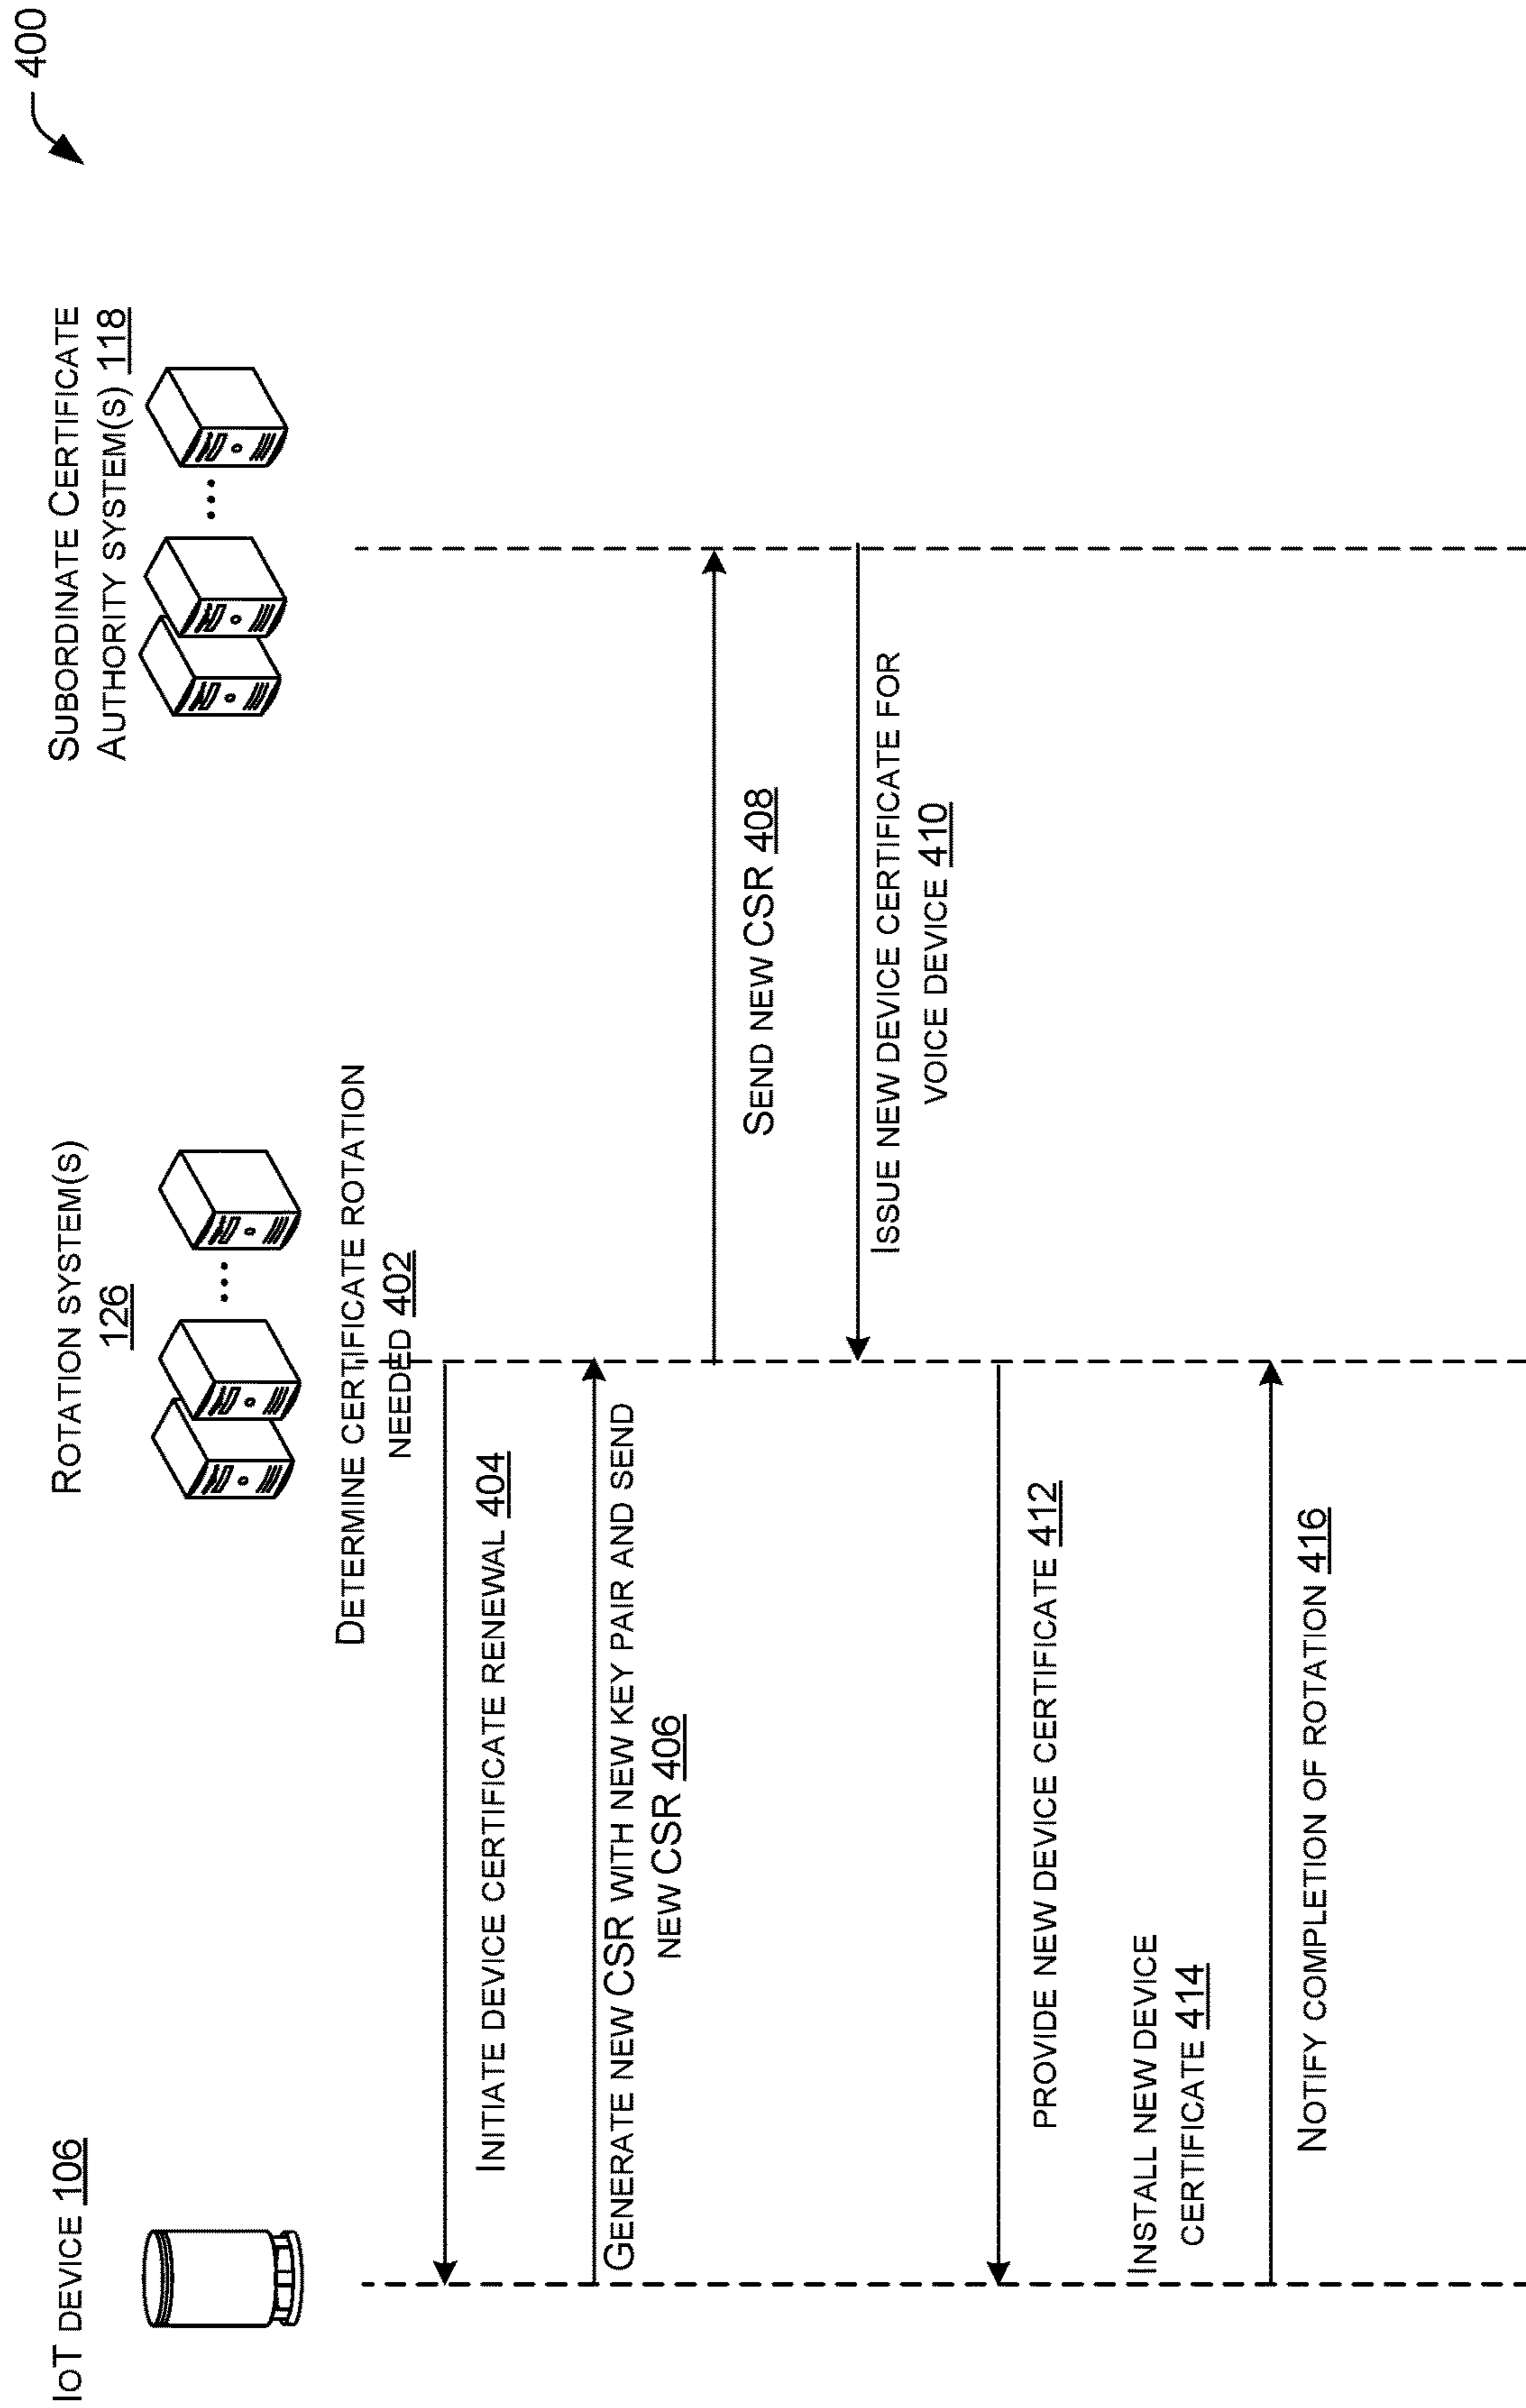 400
IoT DEVICE 106
ROTATION SYSTEM(S)
126
SUBORDINATE CERTIFICATE
AUTHORITY SYSTEM(S) 118
DETERMINE CERTIFICATE ROTATION
NEEDED 402
INITIATE DEVICE CERTIFICATE RENEWAL 404
GENERATE NEW CSR WITH NEW KEY PAIR AND SEND
NEW CSR 406
SEND NEW CSR 408
ISSUE NEW DEVICE CERTIFICATE FOR
VOICE DEVICE 410
PROVIDE NEW DEVICE CERTIFICATE 412
INSTALL NEW DEVICE
CERTIFICATE 414
NOTIFY COMPLETION OF ROTATION 416